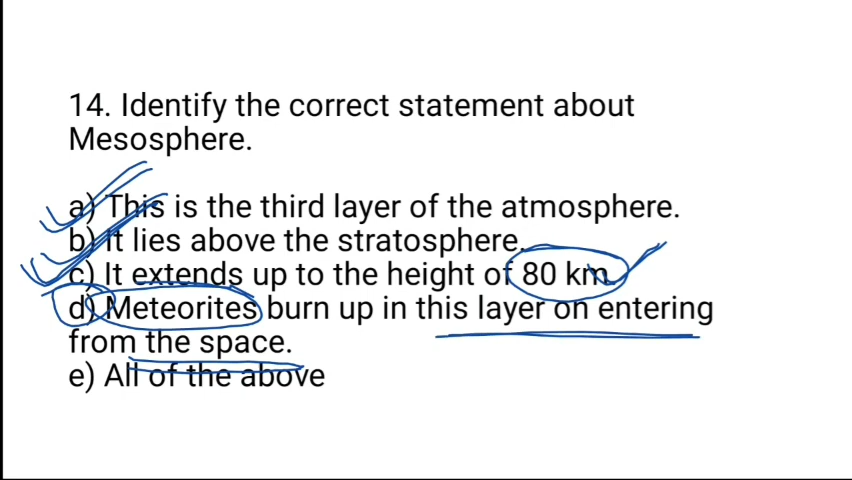 14. Identify the correct statement about
Mesosphere.
a) This is the third layer of the atmosphere.
b) It lies above the stratosphere.
c) It extends up to the height of 80 km.
d) Meteorites burn up in this layer on entering
from the space.
e) All of the above